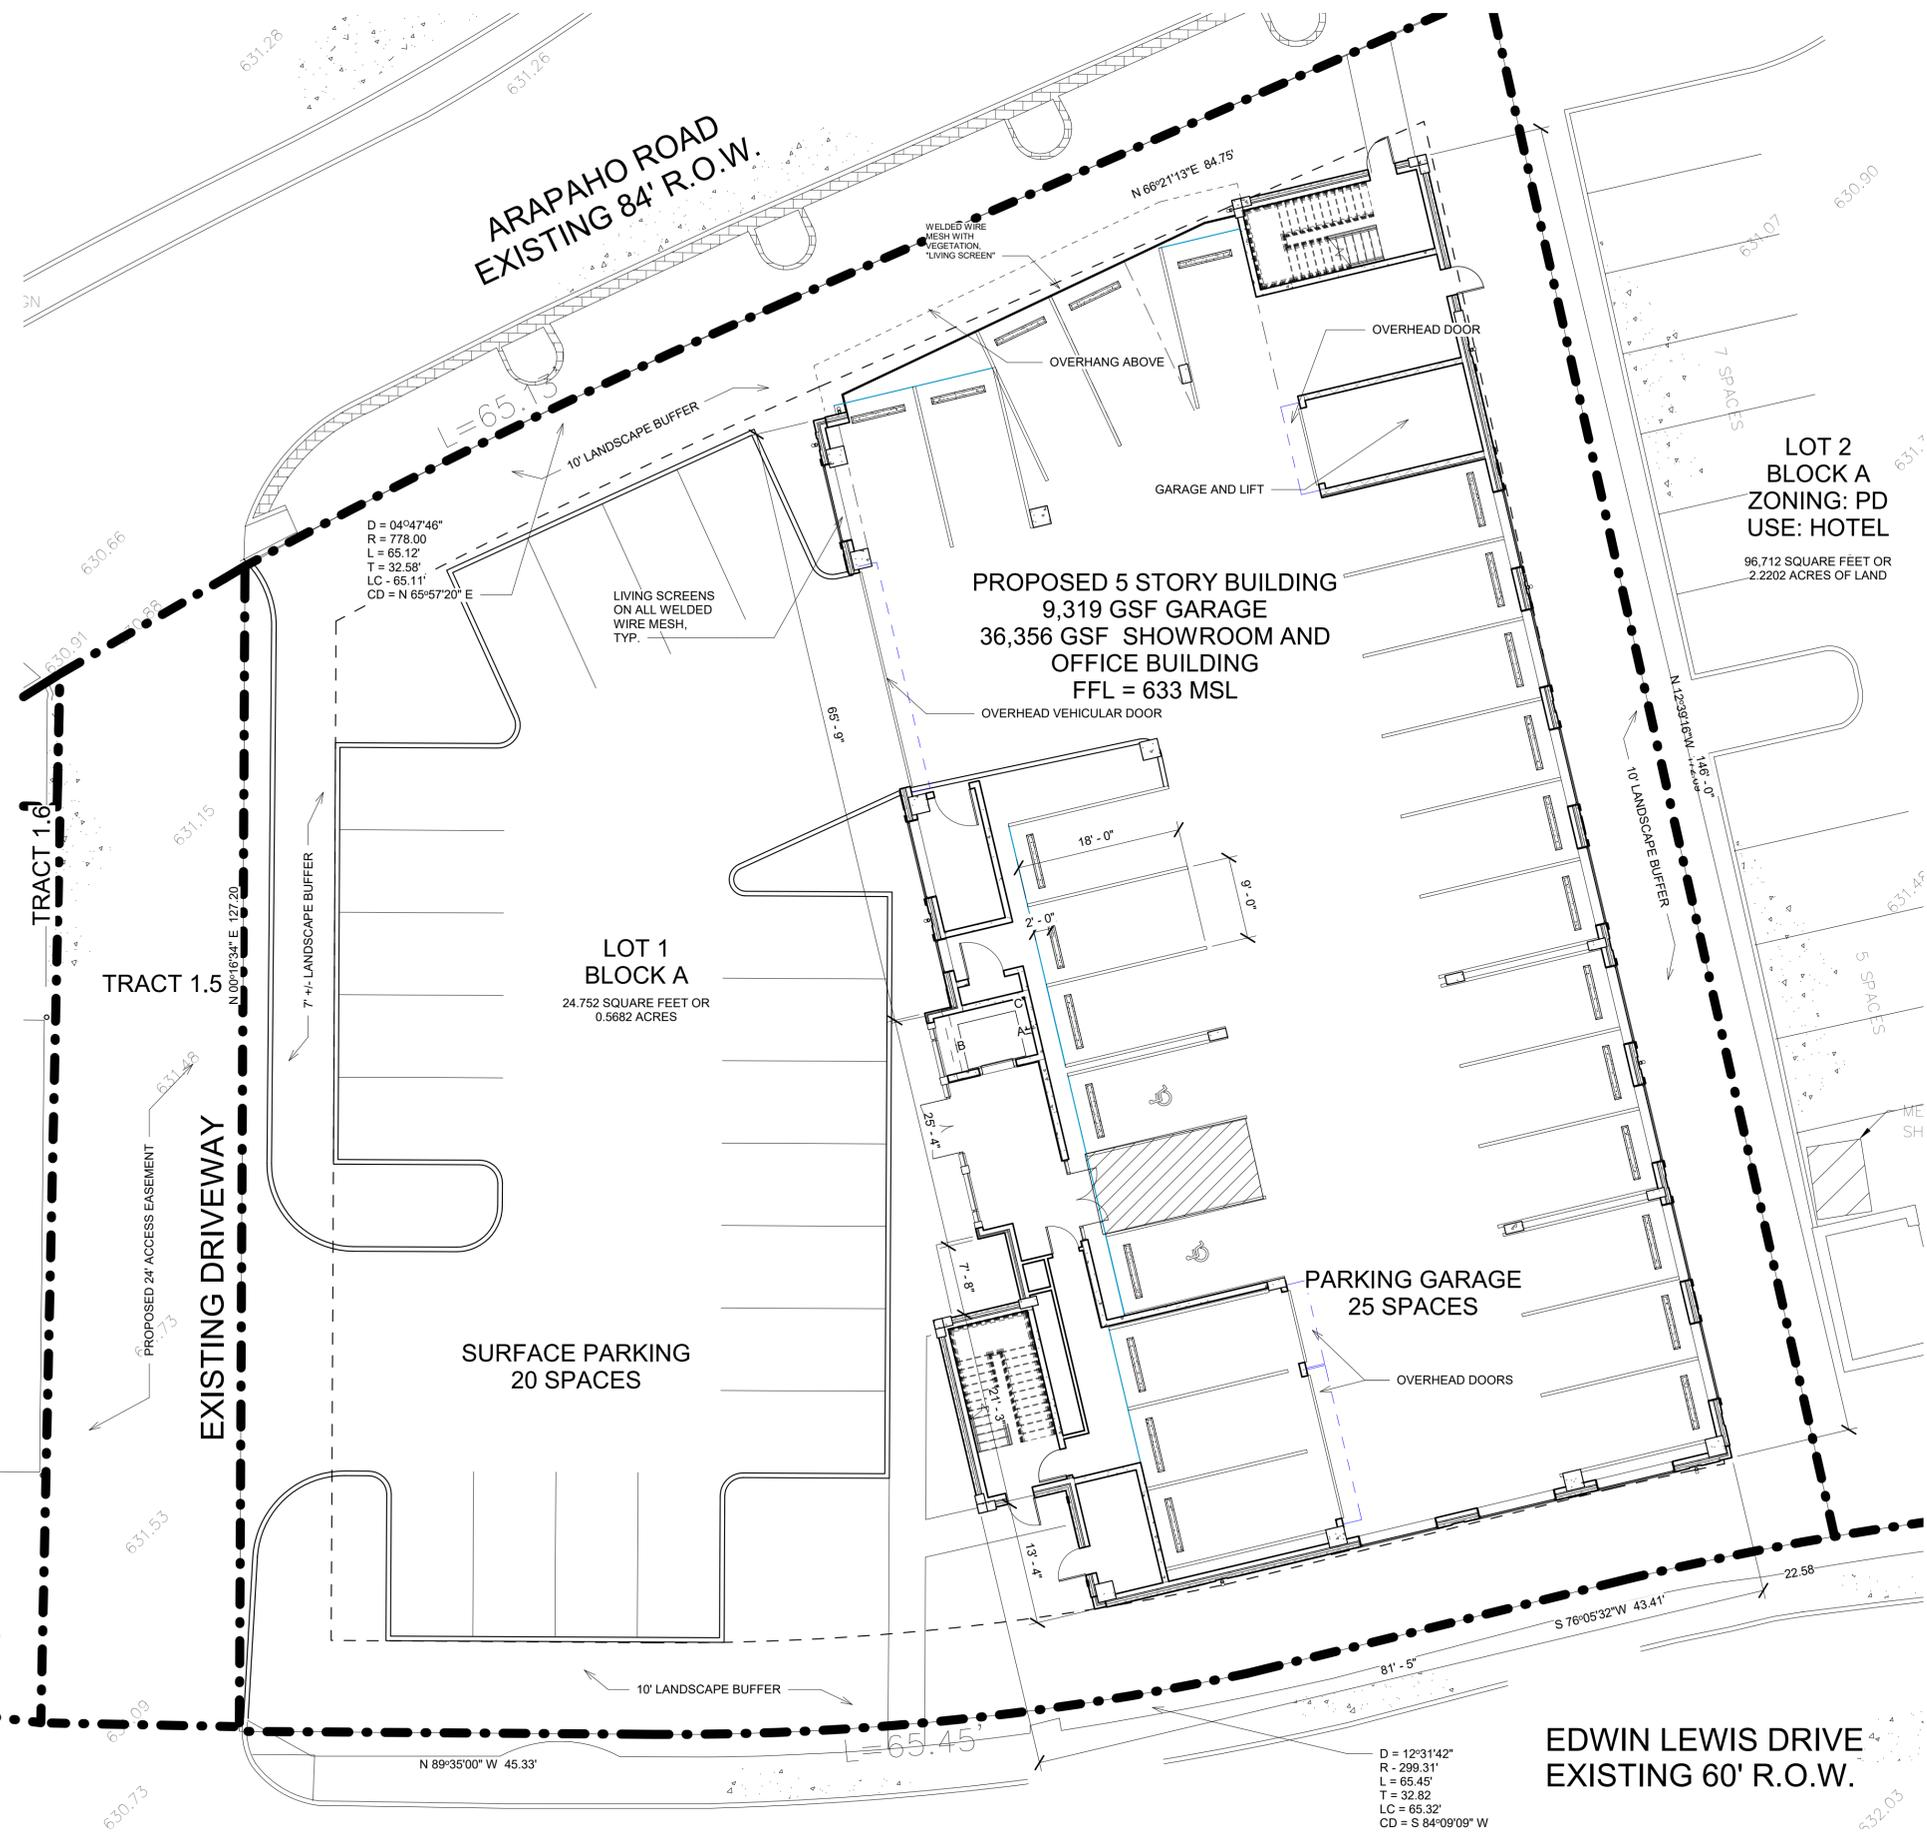 631.28
631.26
ARAPAHO ROAD
EXISTING 84' R.O.W.
N 66°21'13"E 84.75'
WELDED WIRE
MESH WITH
VEGETATION,
"LIVING SCREEN"
630.90
631.07
GN
OVERHEAD DOOR
OVERHANG ABOVE
7 SPACES
L=65.13'
10' LANDSCAPE BUFFER
GARAGE AND LIFT
LOT 2
BLOCK A
ZONING: PD
USE: HOTEL
96,712 SQUARE FEET OR
2.2202 ACRES OF LAND
D = 04°47'46"
R = 778.00
L = 65.12'
T = 32.58'
LC - 65.11'
CD = N 65°57'20" E
630.66
630.91
LIVING SCREENS
ON ALL WELDED
WIRE MESH,
TYP.
PROPOSED 5 STORY BUILDING
9,319 GSF GARAGE
36,356 GSF SHOWROOM AND
OFFICE BUILDING
FFL = 633 MSL
OVERHEAD VEHICULAR DOOR
65' - 9"
N 12°39'16"W
146' - 0"
10' LANDSCAPE BUFFER
631.15
TRACT 1.6
TRACT 1.5
N 00°16'34" E 127.20
7' +/- LANDSCAPE BUFFER
18' - 0"
9' - 0"
2' - 0"
631.48
5 SPACES
LOT 1
BLOCK A
24.752 SQUARE FEET OR
0.5682 ACRES
C
A
B
631.48
25' - 4"
ME
SH
PROPOSED 24' ACCESS EASEMENT
EXISTING DRIVEWAY
7' - 8"
PARKING GARAGE
25 SPACES
SURFACE PARKING
20 SPACES
OVERHEAD DOORS
21' - 3"
631.53
13' - 4"
22.58
S 76°05'32"W 43.41'
81' - 5"
10' LANDSCAPE BUFFER
L=65.45'
N 89°35'00" W 45.33'
EDWIN LEWIS DRIVE
EXISTING 60' R.O.W.
D = 12°31'42"
R - 299.31'
L = 65.45'
T = 32.82
LC = 65.32'
CD = S 84°09'09" W
630.73
632.03